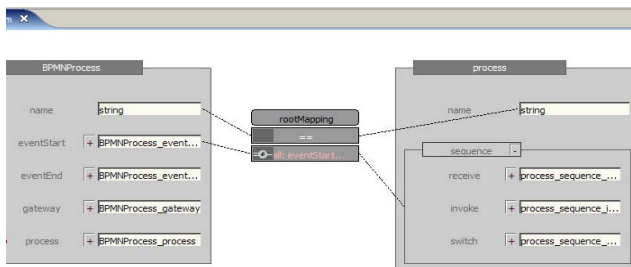 BPMNProcess
name string
eventStart + BPMNProcess_event...
eventEnd + BPMNProcess_event...
gateway + BPMNProcess_gateway
process + BPMNProcess_process
rootMapping
==
all: eventStart...
process
name string
sequence -
receive + process_sequence_...
invoke + process_sequence_i...
switch + process_sequence_...